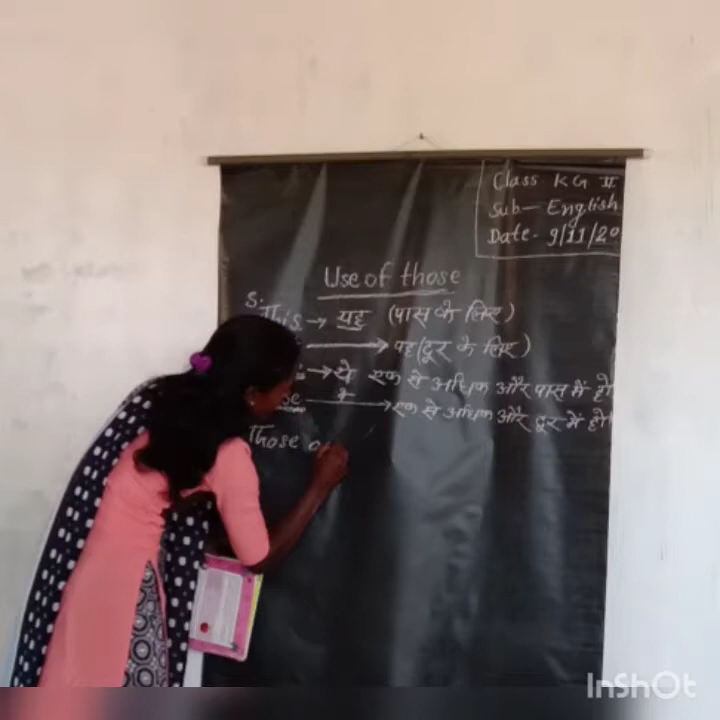 Class KG II
Sub- English
Date- 9/11/20
Use of those
S.
This → यह (पास के लिए)
→ वह (दूर के लिए)
→ ये एक से अधिक और पास में हो
→ एक से अधिक और दूर में हो
Those
InShOt